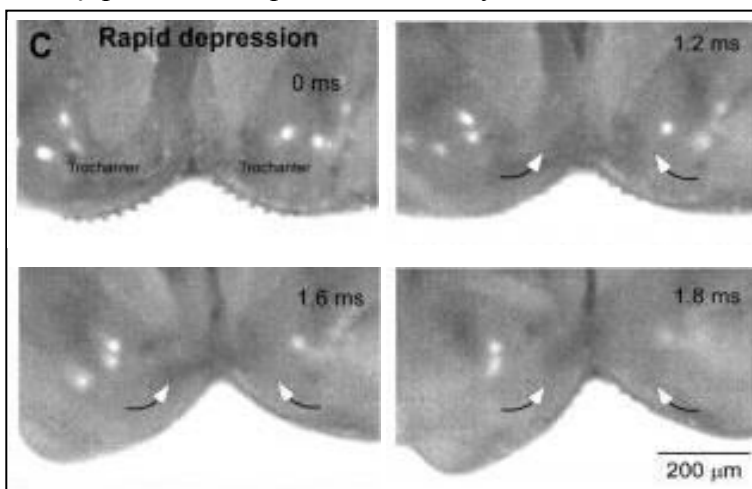 C
Rapid depression
0 ms
1.2 ms
Trochanter
Trochanter
1.6 ms
1.8 ms
200 µm